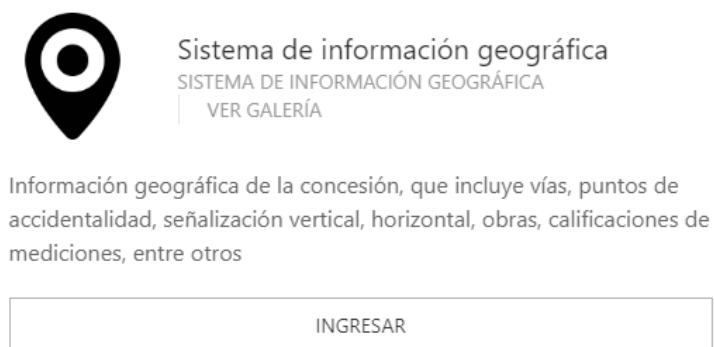 Sistema de información geográfica
SISTEMA DE INFORMACIÓN GEOGRÁFICA
VER GALERÍA
Información geográfica de la concesión, que incluye vías, puntos de
accidentalidad, señalización vertical, horizontal, obras, calificaciones de
mediciones, entre otros
INGRESAR